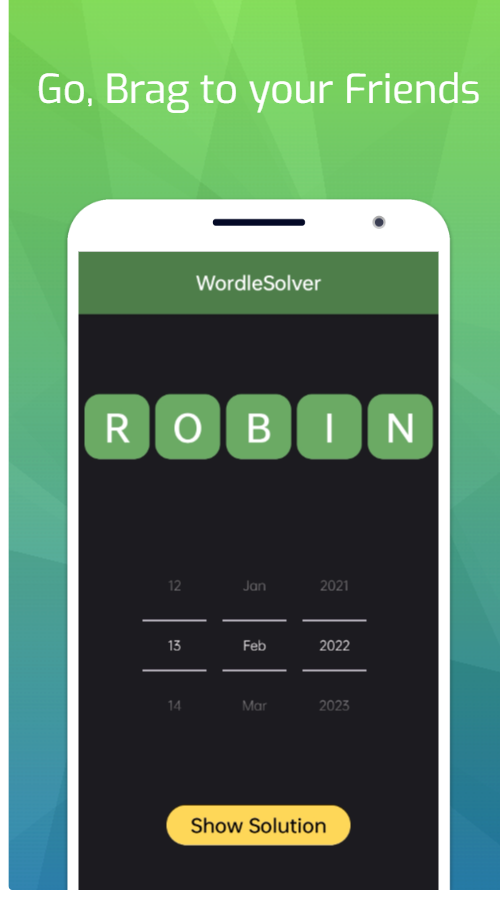 Go, Brag to your Friends
WordleSolver
R O B I N
12 Jan 2021
13 Feb 2022
14 Mar 2023
Show Solution